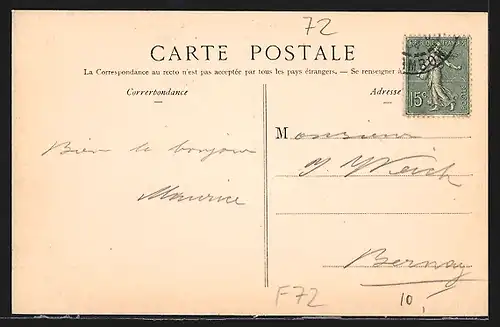 72
CARTE POSTALE
La Correspondance au recto n'est pas acceptée par tous les pays étrangers. — Se renseigner à
Correspondance
Adresse
15c
Bien le bonjour
Maurice
Monsieur
Bernay
F72
10,